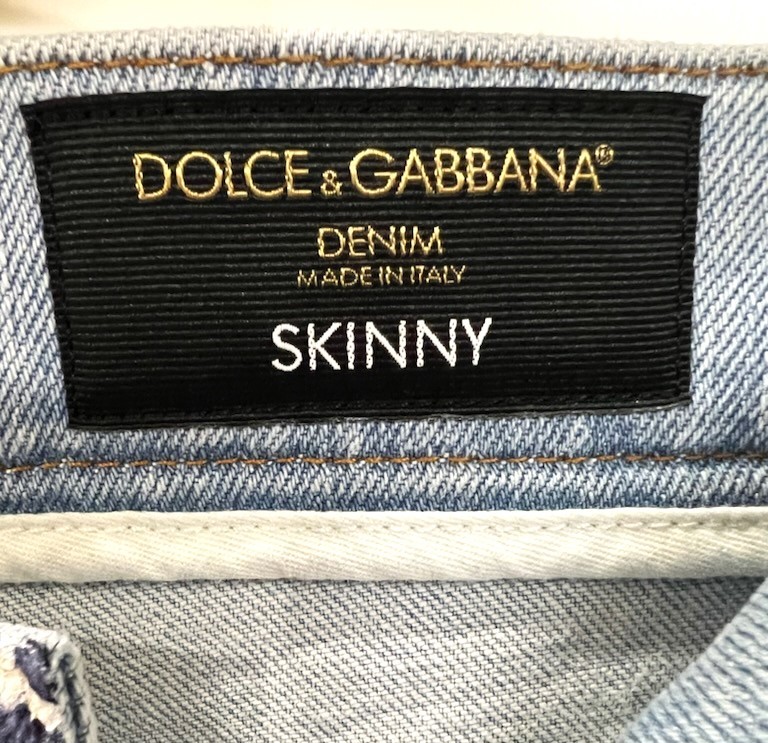 DOLCE & GABBANA®
DENIM
MADE IN ITALY
SKINNY